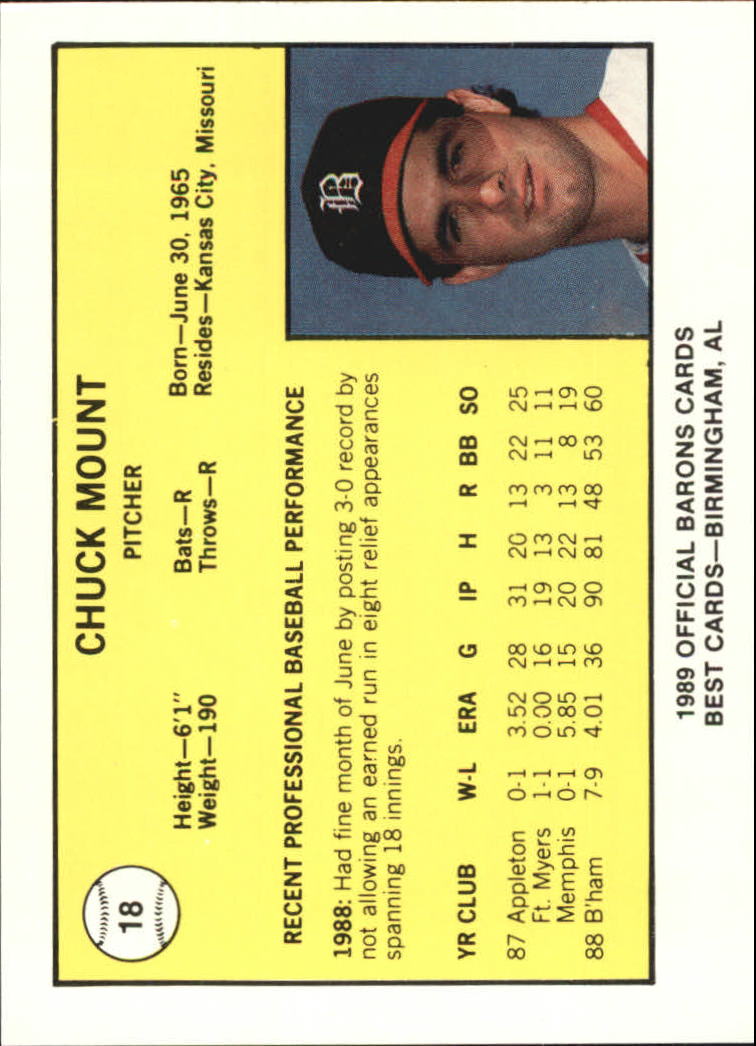 18
CHUCK MOUNT
PITCHER
Height—6'1" Bats—R Born—June 30, 1965
Weight—190 Throws—R Resides—Kansas City, Missouri
RECENT PROFESSIONAL BASEBALL PERFORMANCE
1988: Had fine month of June by posting 3-0 record by
not allowing an earned run in eight relief appearances
spanning 18 innings.
B
YR CLUB W-L ERA G IP H R BB SO
87 Appleton 0-1 3.52 28 31 20 13 22 25
Ft. Myers 1-1 0.00 16 19 13 3 11 11
Memphis 0-1 5.85 15 20 22 13 8 19
88 B'ham 7-9 4.01 36 90 81 48 53 60
1989 OFFICIAL BARONS CARDS
BEST CARDS—BIRMINGHAM, AL